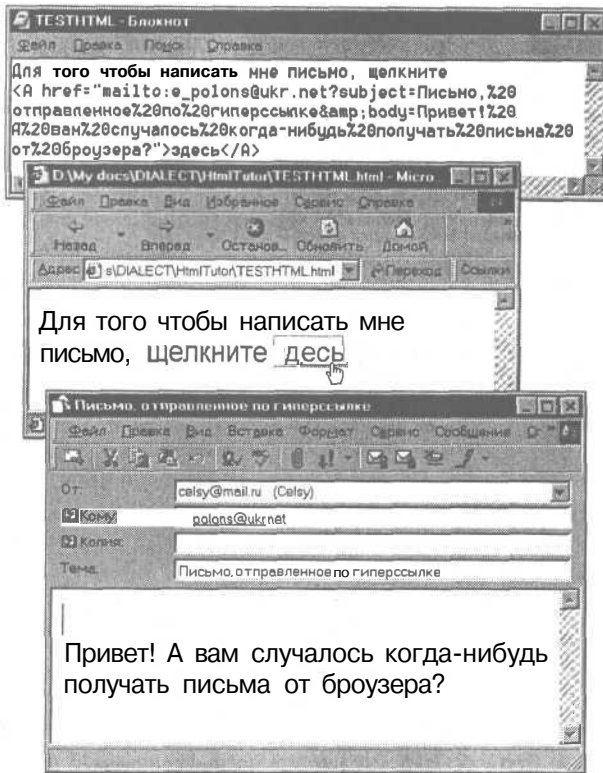 TESTHTML - Блокнот
Файл Правка Поиск Справка
Для того чтобы написать мне письмо, щелкните
<A href="mailto:e_polons@ukr.net?subject=Письмо,%20
отправленное%20по%20гиперссылке&amp;body=Привет!%20
А%20ван%20случалось%20когда-нибудь%20получать%20письма%20
от%20броузера?">здесь</A>
D:\My docs\DIALECT\HtmlTutor\TESTHTML.html - Micro
Файл Правка Вид Избранное Сервис Справка
Назад Вперед Останов... Обновить Домой
Адрес s\DIALECT\HtmlTutor\TESTHTML.html Переход Ссылки
Для того чтобы написать мне
письмо, щелкните десь
Письмо, отправленное по гиперссылке
Файл Правка Вид Вставка Формат Сервис Сообщение
От: celsy@mail.ru (Celsy)
Кому: polons@ukrnet
Копия:
Тема: Письмо, отправленное по гиперссылке
Привет! А вам случалось когда-нибудь
получать письма от броузера?